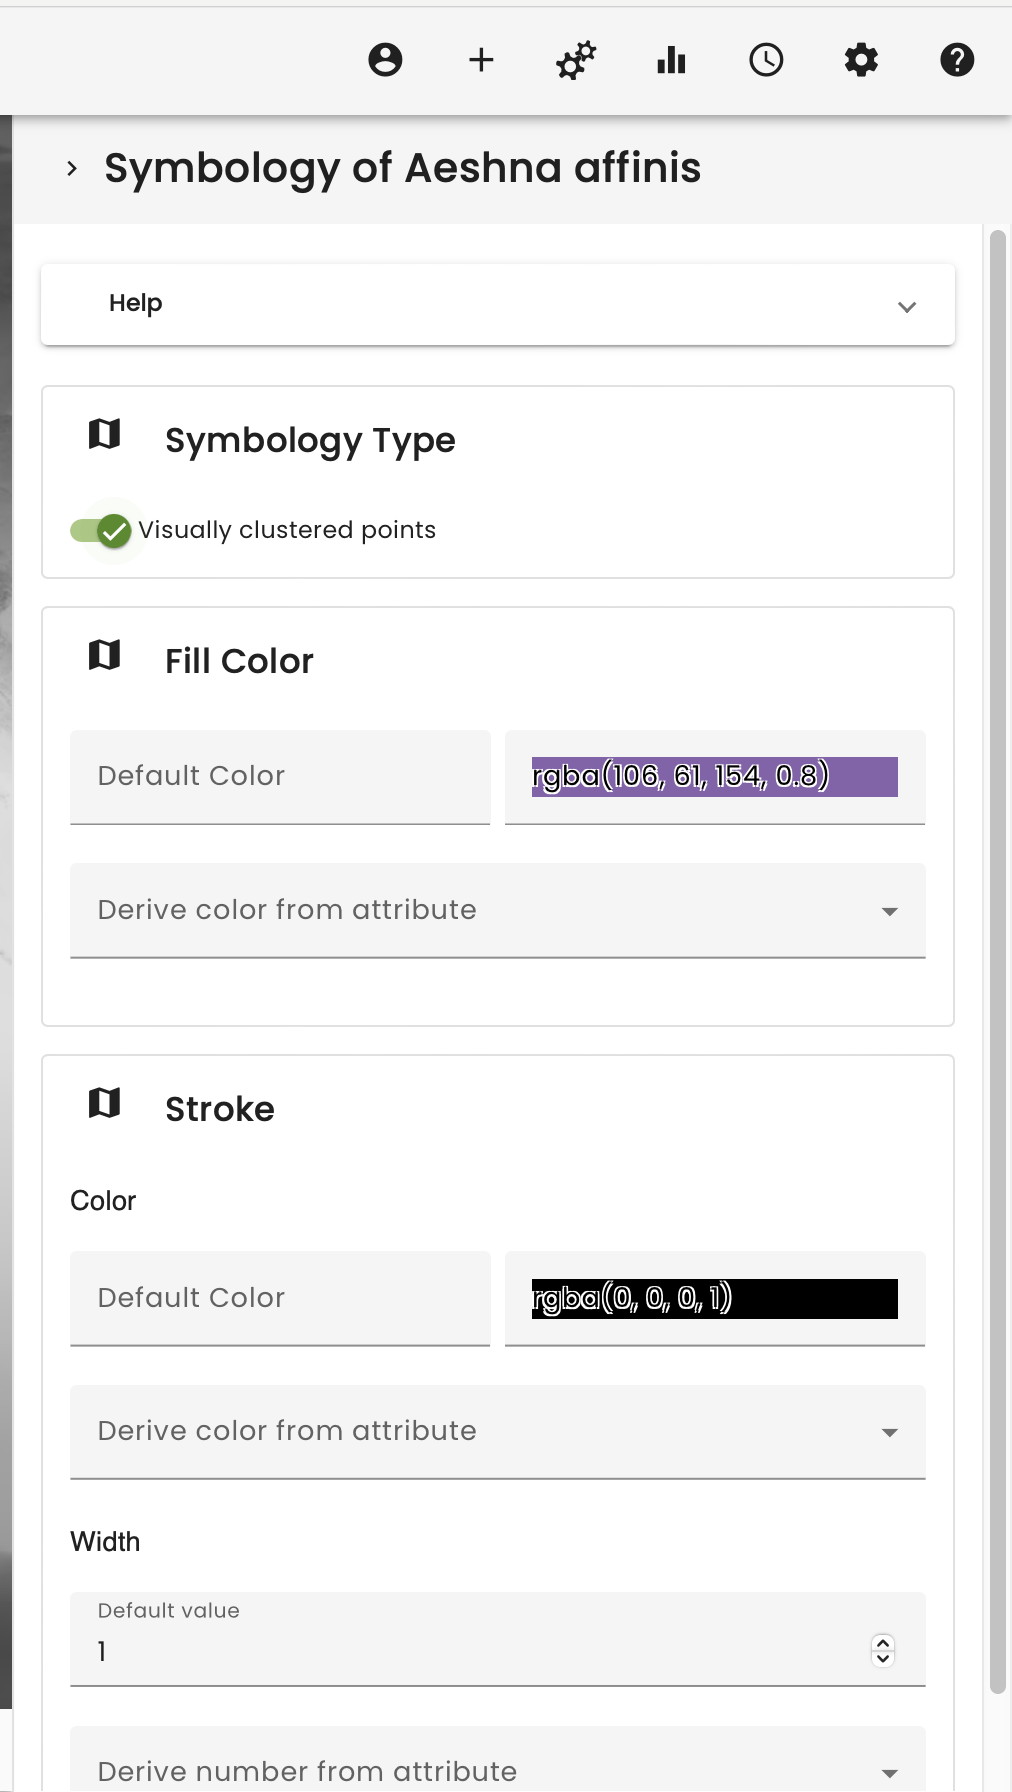 Symbology of Aeshna affinis
Help
Symbology Type
Visually clustered points
Fill Color
Default Color
rgba(106, 61, 154, 0.8)
Derive color from attribute
Stroke
Color
Default Color
rgba(0, 0, 0, 1)
Derive color from attribute
Width
Default value
1
Derive number from attribute